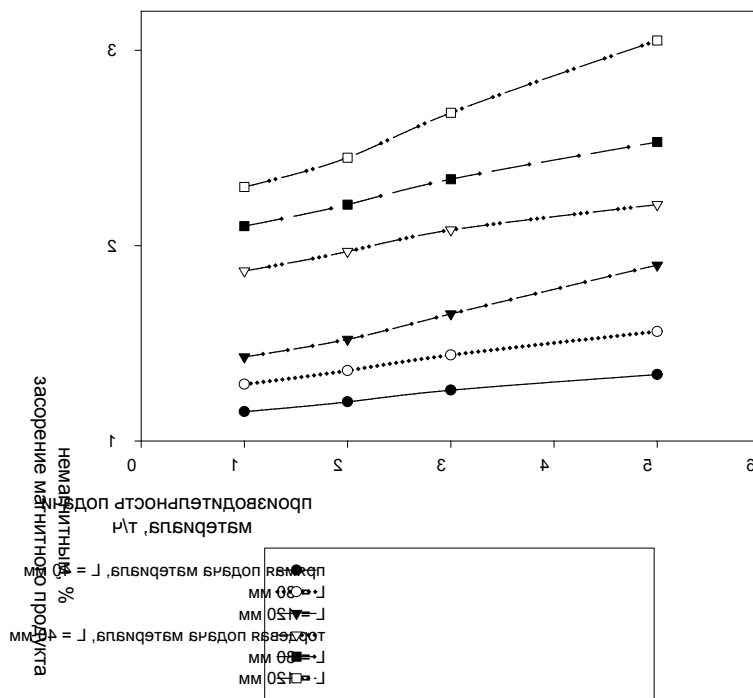 3
2
1
0
1
2
3
4
5
6
засорение магнитного продукта
немагнитным, %
производительность подачи
материала, т/ч
прямая подача материала, L = 40 мм
L = 80 мм
L = 120 мм
торцевая подача материала, L = 40 мм
L = 80 мм
L = 120 мм